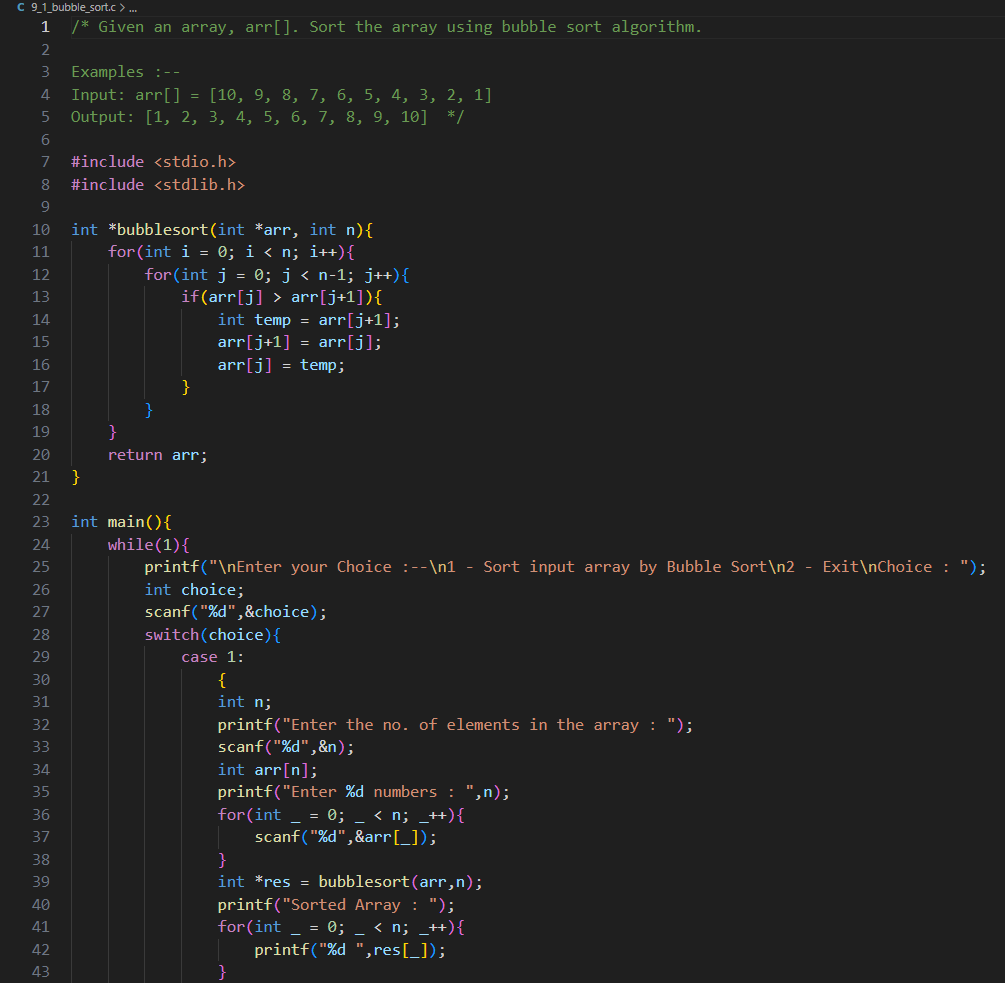 C 9_1_bubble_sort.c > ...
1 /* Given an array, arr[]. Sort the array using bubble sort algorithm.
2
3 Examples :--
4 Input: arr[] = [10, 9, 8, 7, 6, 5, 4, 3, 2, 1]
5 Output: [1, 2, 3, 4, 5, 6, 7, 8, 9, 10]  */
6
7 #include <stdio.h>
8 #include <stdlib.h>
9
10 int *bubblesort(int *arr, int n){
11     for(int i = 0; i < n; i++){
12         for(int j = 0; j < n-1; j++){
13             if(arr[j] > arr[j+1]){
14                 int temp = arr[j+1];
15                 arr[j+1] = arr[j];
16                 arr[j] = temp;
17             }
18         }
19     }
20     return arr;
21 }
22
23 int main(){
24     while(1){
25         printf("\nEnter your Choice :--\n1 - Sort input array by Bubble Sort\n2 - Exit\nChoice : ");
26         int choice;
27         scanf("%d",&choice);
28         switch(choice){
29             case 1:
30                 {
31                 int n;
32                 printf("Enter the no. of elements in the array : ");
33                 scanf("%d",&n);
34                 int arr[n];
35                 printf("Enter %d numbers : ",n);
36                 for(int _ = 0; _ < n; _++){
37                     scanf("%d",&arr[_]);
38                 }
39                 int *res = bubblesort(arr,n);
40                 printf("Sorted Array : ");
41                 for(int _ = 0; _ < n; _++){
42                     printf("%d ",res[_]);
43                 }